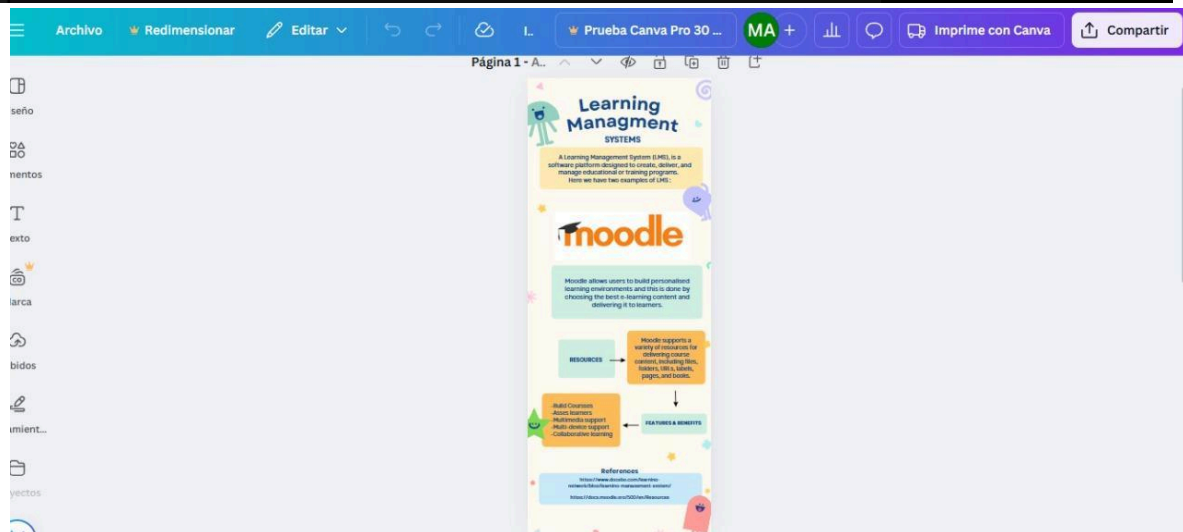 Archivo
Redimensionar
Editar
L..
Prueba Canva Pro 30 ...
MA
+
Imprime con Canva
Compartir
Página 1 - A..
seño
mentos
T
exto
co
larca
bidos
amient...
yectos
Learning
Managment
SYSTEMS
A Learning Management System (LMS), is a
software platform designed to create, deliver, and
manage educational or training programs.
Here we have two examples of LMS:
moodle
Moodle allows users to build personalised
learning environments and this is done by
choosing the best e-learning content and
delivering it to learners.
RESOURCES
Moodle supports a
variety of resources for
delivering course
content, including files,
folders, URLs, labels,
pages, and books.
-Asses learners
-Multimedia support
-Multi-device support
-Collaborative learning
FEATURES & BENEFITS
References